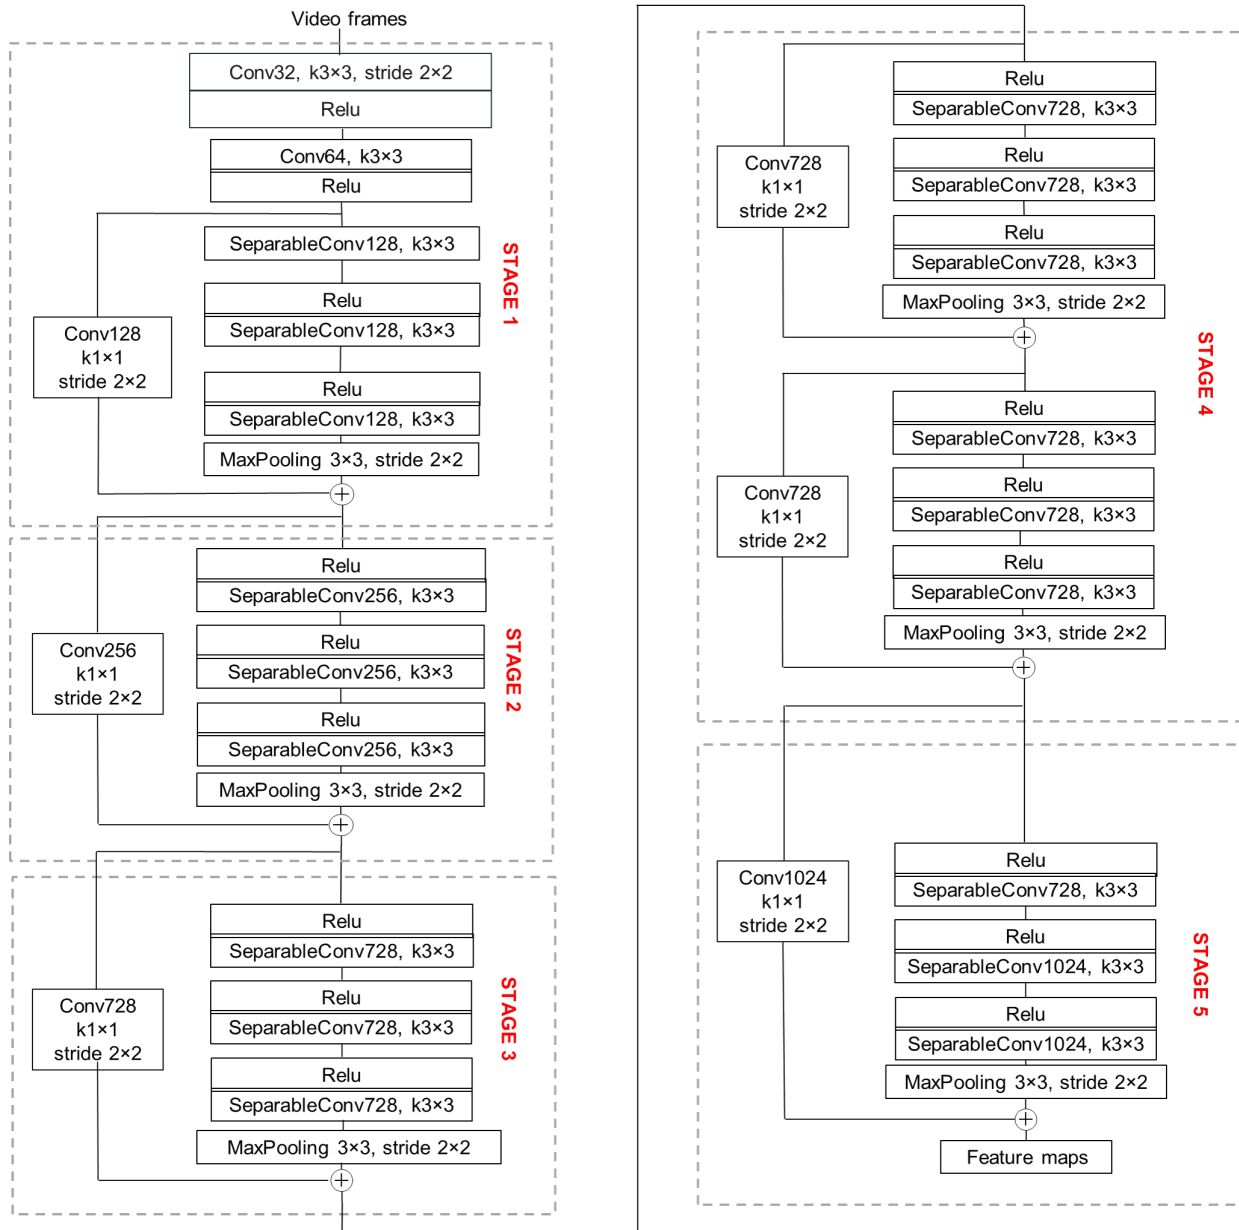 Video frames
Conv32, k3×3, stride 2×2
Relu
Conv64, k3×3
Relu
SeparableConv128, k3×3
Relu
SeparableConv128, k3×3
Relu
SeparableConv128, k3×3
MaxPooling 3×3, stride 2×2
Conv128
k1×1
stride 2×2
STAGE 1
Relu
SeparableConv256, k3×3
Relu
SeparableConv256, k3×3
Relu
SeparableConv256, k3×3
MaxPooling 3×3, stride 2×2
Conv256
k1×1
stride 2×2
STAGE 2
Relu
SeparableConv728, k3×3
Relu
SeparableConv728, k3×3
Relu
SeparableConv728, k3×3
MaxPooling 3×3, stride 2×2
Conv728
k1×1
stride 2×2
STAGE 3
Relu
SeparableConv728, k3×3
Relu
SeparableConv728, k3×3
Relu
SeparableConv728, k3×3
MaxPooling 3×3, stride 2×2
Conv728
k1×1
stride 2×2
STAGE 4
Relu
SeparableConv728, k3×3
Relu
SeparableConv728, k3×3
Relu
SeparableConv728, k3×3
MaxPooling 3×3, stride 2×2
Conv728
k1×1
stride 2×2
Relu
SeparableConv728, k3×3
Relu
SeparableConv1024, k3×3
Relu
SeparableConv1024, k3×3
MaxPooling 3×3, stride 2×2
Conv1024
k1×1
stride 2×2
STAGE 5
Feature maps